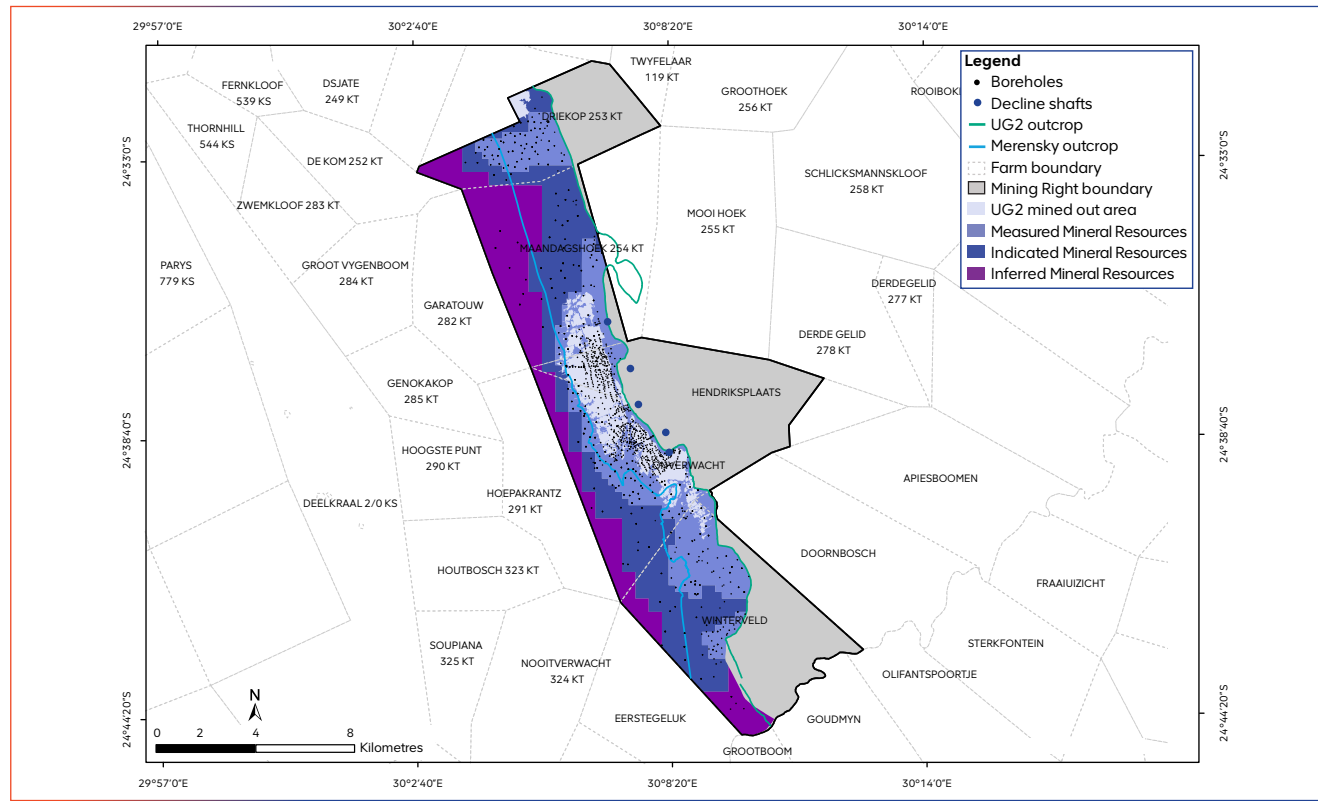 29°57'0"E
30°2'40"E
30°8'20"E
30°14'0"E
24°33'0"S
24°38'40"S
24°44'20"S
24°33'0"S
24°38'40"S
24°44'20"S
Legend
Boreholes
Decline shafts
UG2 outcrop
Merensky outcrop
Farm boundary
Mining Right boundary
UG2 mined out area
Measured Mineral Resources
Indicated Mineral Resources
Inferred Mineral Resources
TWYFELAAR
119 KT
FERNKLOOF
539 KS
DSJATE
249 KT
GROOTHOEK
256 KT
DRIEKOP 253 KT
THORNHILL
544 KS
DE KOM 252 KT
SCHLICKSMANNSKLOOF
258 KT
ZWEMKLOOF 283 KT
MOOI HOEK
255 KT
MAANDAGSHOEK 254 KT
PARYS
779 KS
GROOT VYGENBOOM
284 KT
DERDEGELID
277 KT
GARATOUW
282 KT
DERDE GELID
278 KT
GENOKAKOP
285 KT
HENDRIKSPLAATS
HOOGSTE PUNT
290 KT
APIESBOOMEN
HOEPAKRANTZ
291 KT
DEELKRAAL 2/0 KS
DOORNBOSCH
HOUTBOSCH 323 KT
FRAAIUIZICHT
WINTERVELD
STERKFONTEIN
SOUPIANA
325 KT
NOOITVERWACHT
324 KT
OLIFANTSPOORTJE
EERSTEGELUK
GOUDMYN
GROOTBOOM
N
0 2 4 8
Kilometres
29°57'0"E
30°2'40"E
30°8'20"E
30°14'0"E